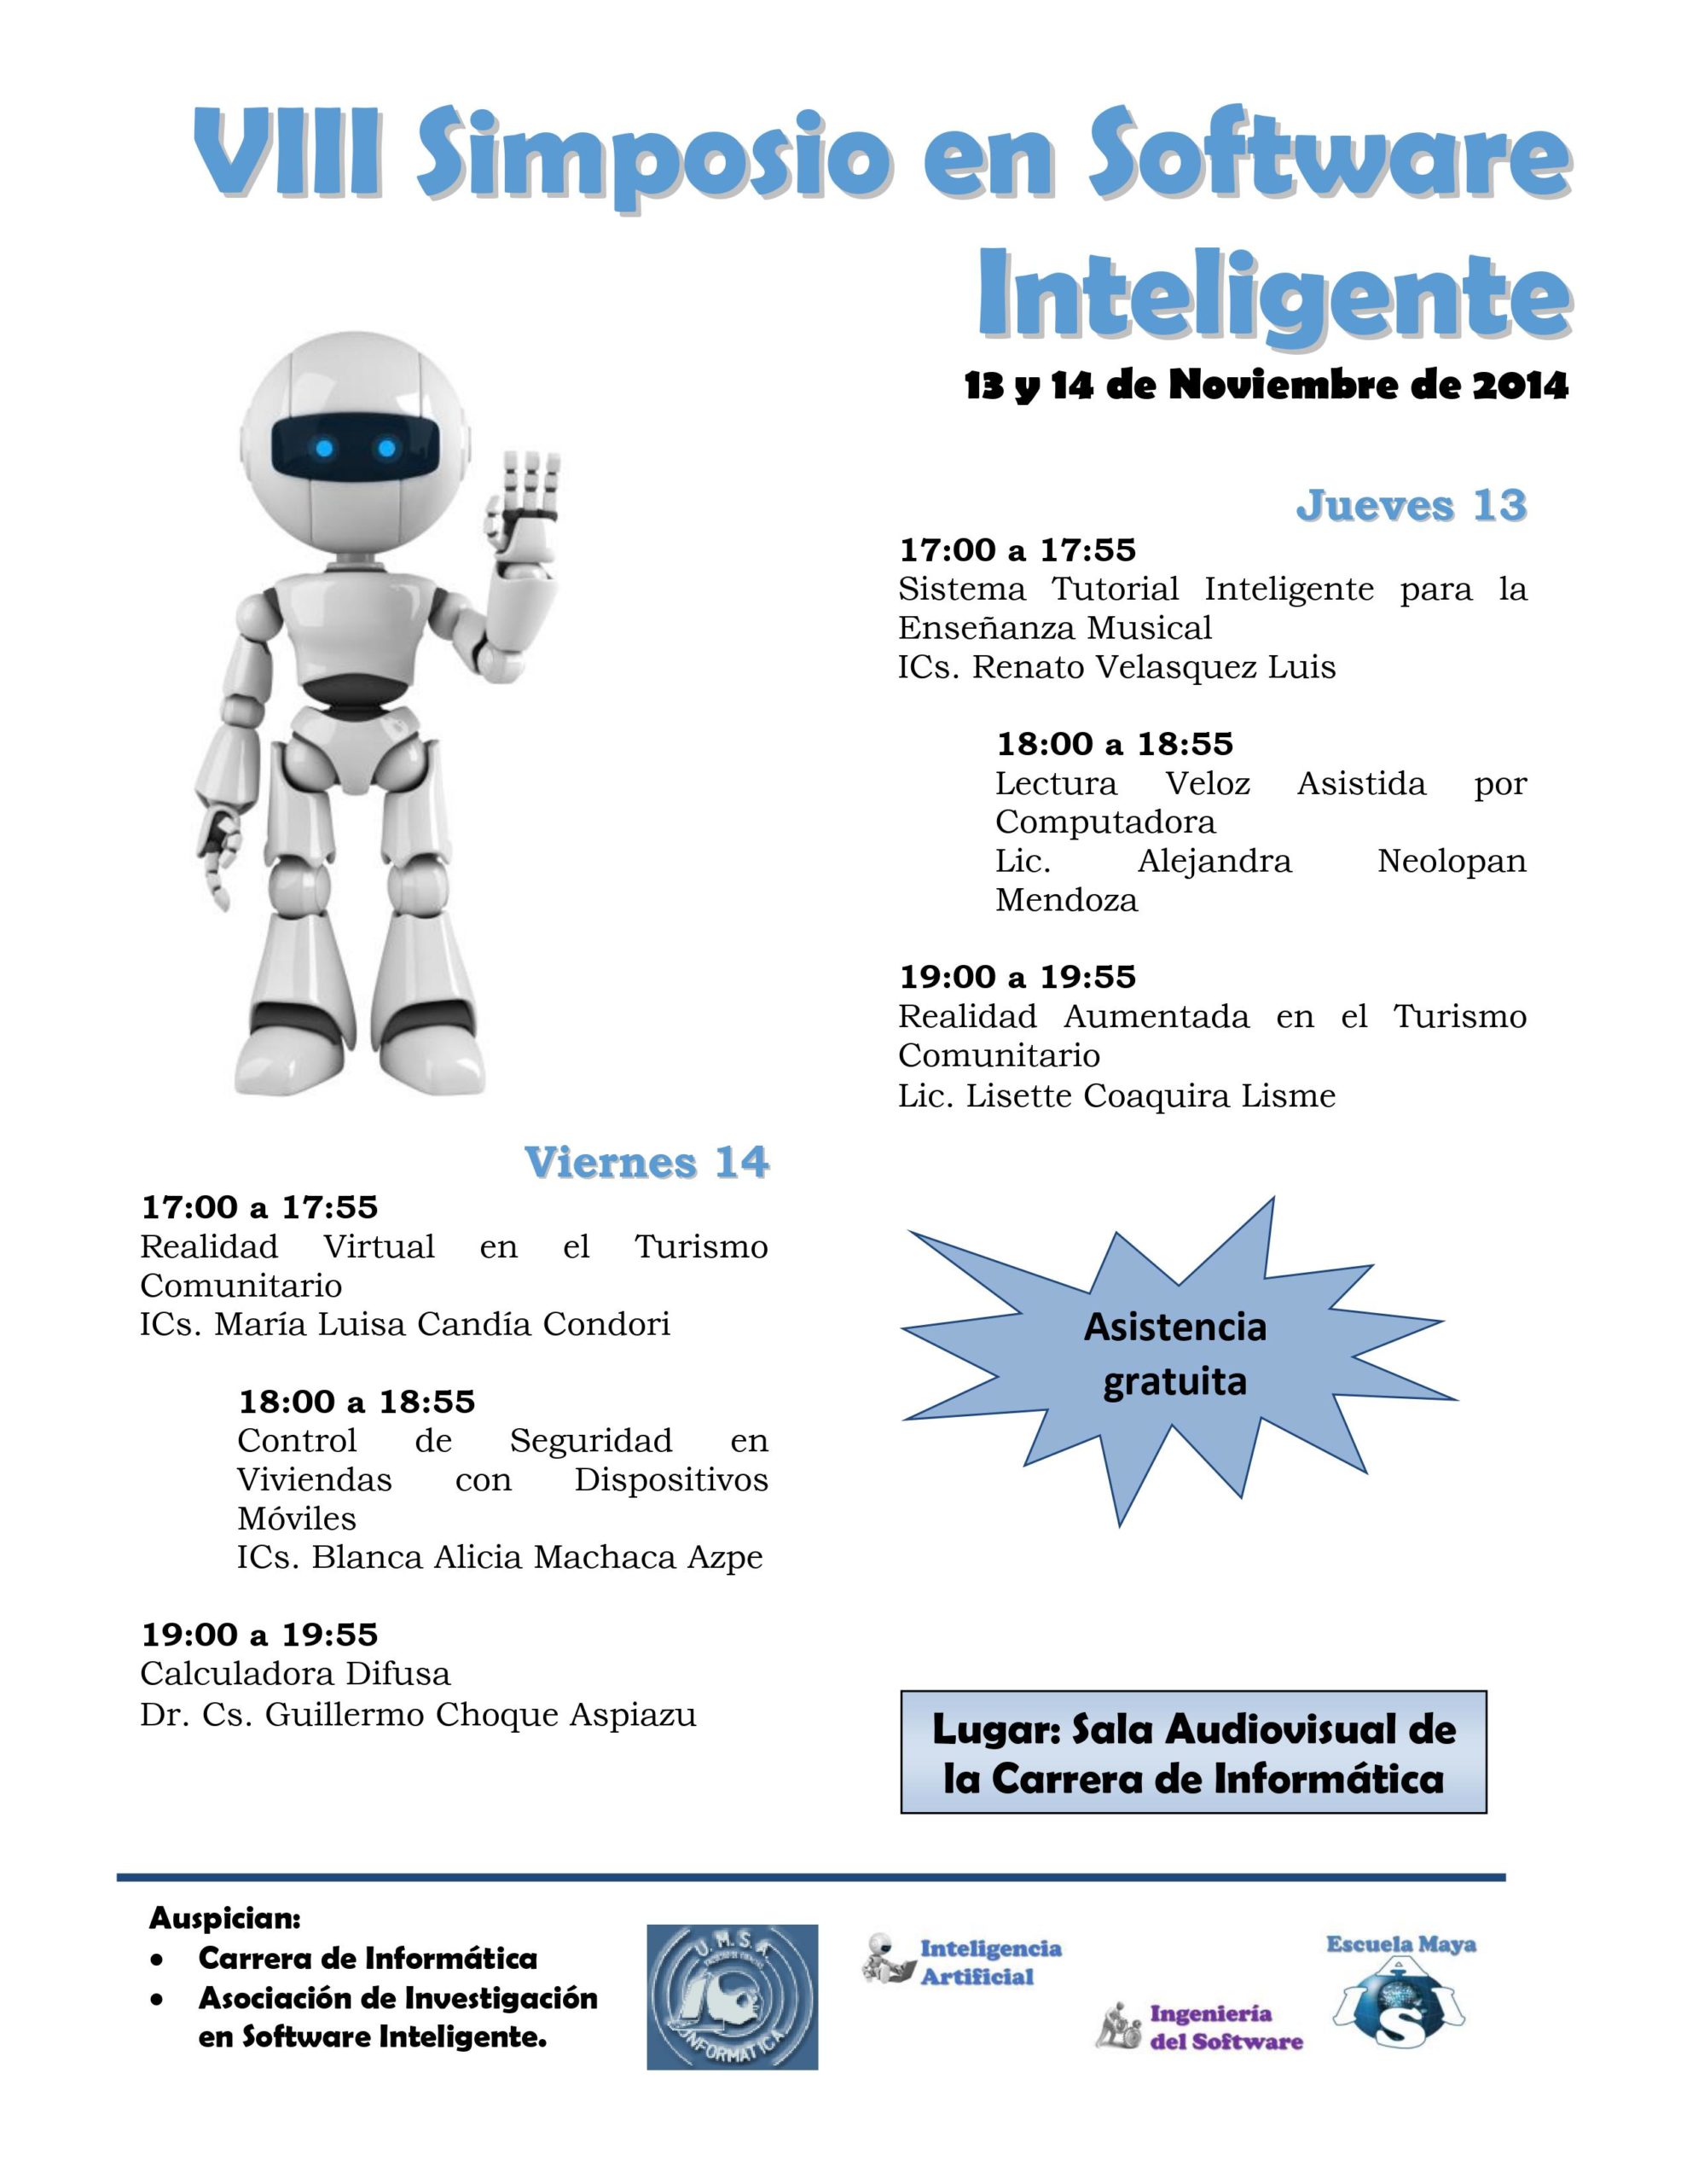 VIII Simposio en Software
Inteligente
13 y 14 de Noviembre de 2014
Jueves 13
17:00 a 17:55
Sistema Tutorial Inteligente para la
Enseñanza Musical
ICs. Renato Velasquez Luis
18:00 a 18:55
Lectura Veloz Asistida por
Computadora
Lic. Alejandra Neolopan
Mendoza
19:00 a 19:55
Realidad Aumentada en el Turismo
Comunitario
Lic. Lisette Coaquira Lisme
Viernes 14
17:00 a 17:55
Realidad Virtual en el Turismo
Comunitario
ICs. María Luisa Candía Condori
18:00 a 18:55
Control de Seguridad en
Viviendas con Dispositivos
Móviles
ICs. Blanca Alicia Machaca Azpe
19:00 a 19:55
Calculadora Difusa
Dr. Cs. Guillermo Choque Aspiazu
Asistencia
gratuita
Lugar: Sala Audiovisual de
la Carrera de Informática
Auspician:
• Carrera de Informática
• Asociación de Investigación
en Software Inteligente.
U.M.S.A.
INFORMATICA
Inteligencia
Artificial
Ingeniería
del Software
Escuela Maya
S